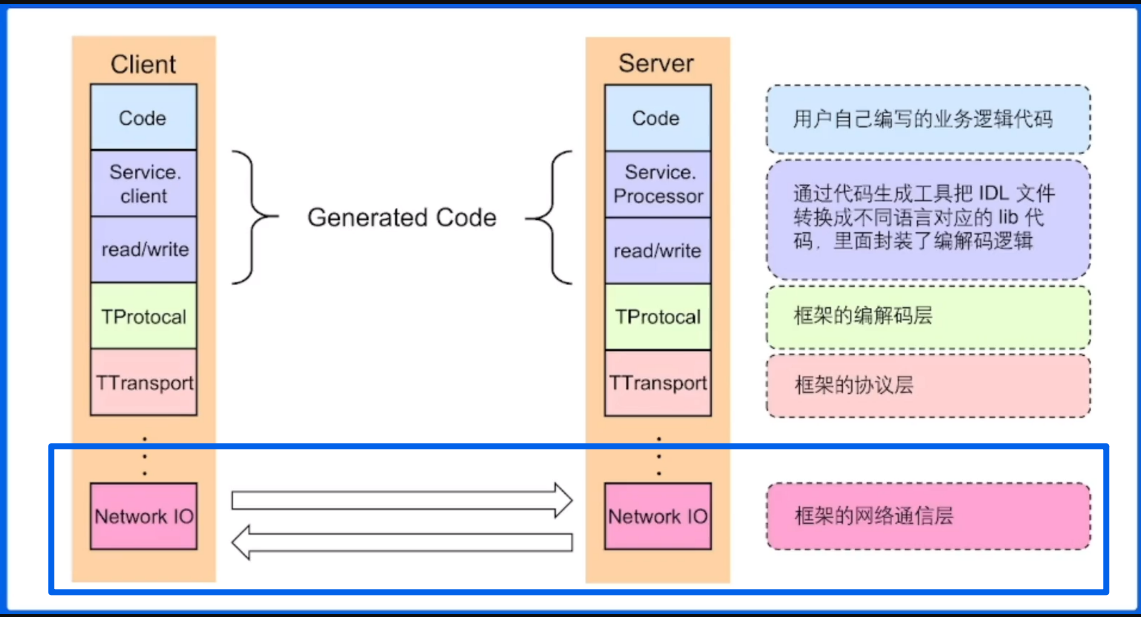 Client
Code
Service.
client
read/write
TProtocal
TTransport
Network IO
Generated Code
Server
Code
Service.
Processor
read/write
TProtocal
TTransport
Network IO
用户自己编写的业务逻辑代码
通过代码生成工具把 IDL 文件
转换成不同语言对应的 lib 代
码，里面封装了编解码逻辑
框架的编解码层
框架的协议层
框架的网络通信层